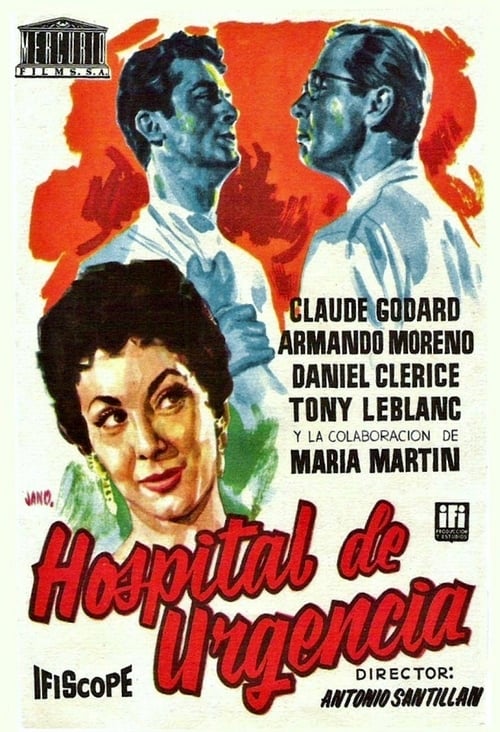 MERCURIO
FILMS. S.A.
CLAUDE GODARD
ARMANDO MORENO
DANIEL CLERICE
TONY LEBLANC
Y LA COLABORACION DE
MARIA MARTIN
JANO.
ifi
PRODUCCION
Y ESTUDIOS
Hospital de
Urgencia
IFISCOPE
DIRECTOR:
ANTONIO SANTILLAN